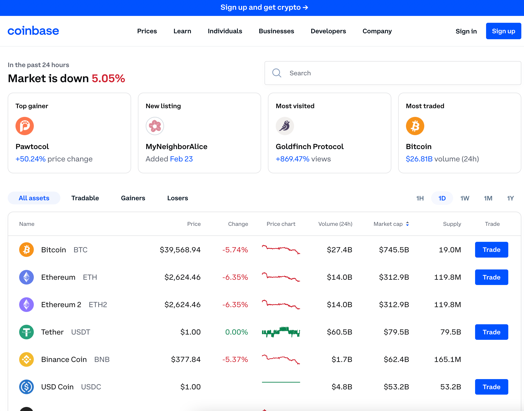 Sign up and get crypto →
coinbase
Prices Learn Individuals Businesses Developers Company Sign in Sign up
In the past 24 hours
Market is down 5.05%
Search
Top gainer
Pawtocol
+50.24% price change
New listing
MyNeighborAlice
Added Feb 23
Most visited
Goldfinch Protocol
+869.47% views
Most traded
Bitcoin
$26.81B volume (24h)
All assets Tradable Gainers Losers 1H 1D 1W 1M 1Y
Name Price Change Price chart Volume (24h) Market cap Supply Trade
Bitcoin BTC $39,568.94 -5.74% $27.4B $745.5B 19.0M Trade
Ethereum ETH $2,624.46 -6.35% $14.0B $312.9B 119.8M Trade
Ethereum 2 ETH2 $2,624.46 -6.35% $14.0B $312.9B 119.8M
Tether USDT $1.00 0.00% $60.5B $79.5B 79.5B Trade
Binance Coin BNB $377.84 -5.37% $1.7B $62.4B 165.1M
USD Coin USDC $1.00 $4.8B $53.2B 53.2B Trade